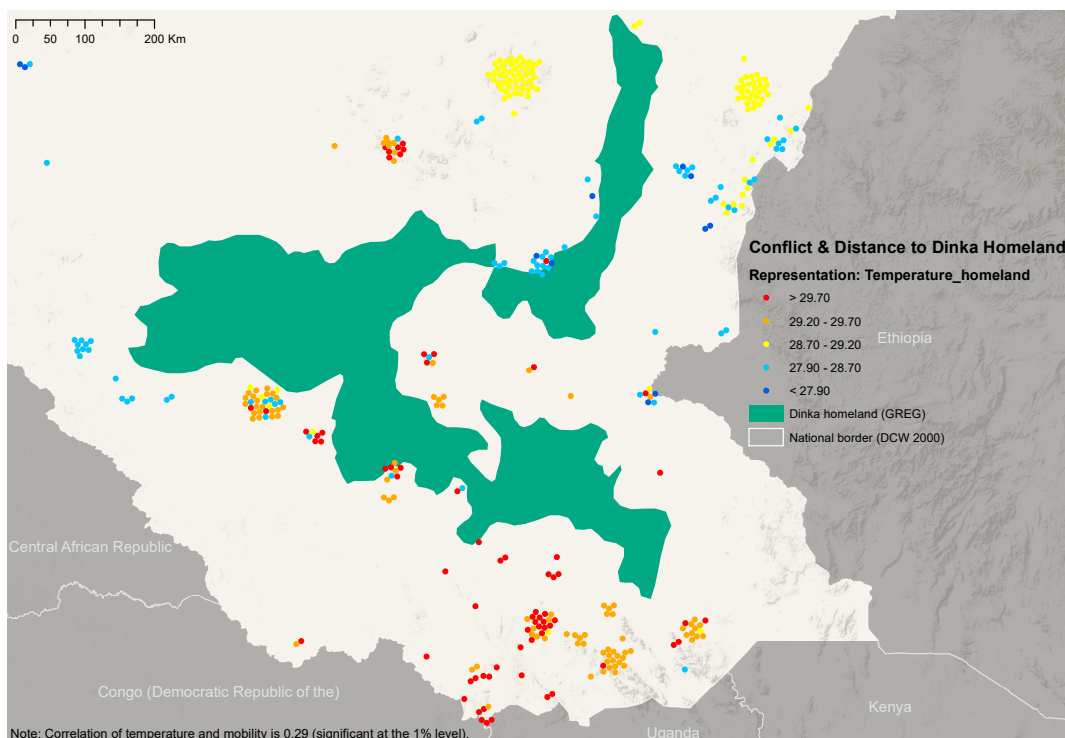 0 50 100 200 Km
Conflict & Distance to Dinka Homeland
Representation: Temperature_homeland
> 29.70
29.20 - 29.70
28.70 - 29.20
27.90 - 28.70
< 27.90
Dinka homeland (GREG)
National border (DCW 2000)
Ethiopia
Central African Republic
Congo (Democratic Republic of the)
Kenya
Uganda
Note: Correlation of temperature and mobility is 0.29 (significant at the 1% level).